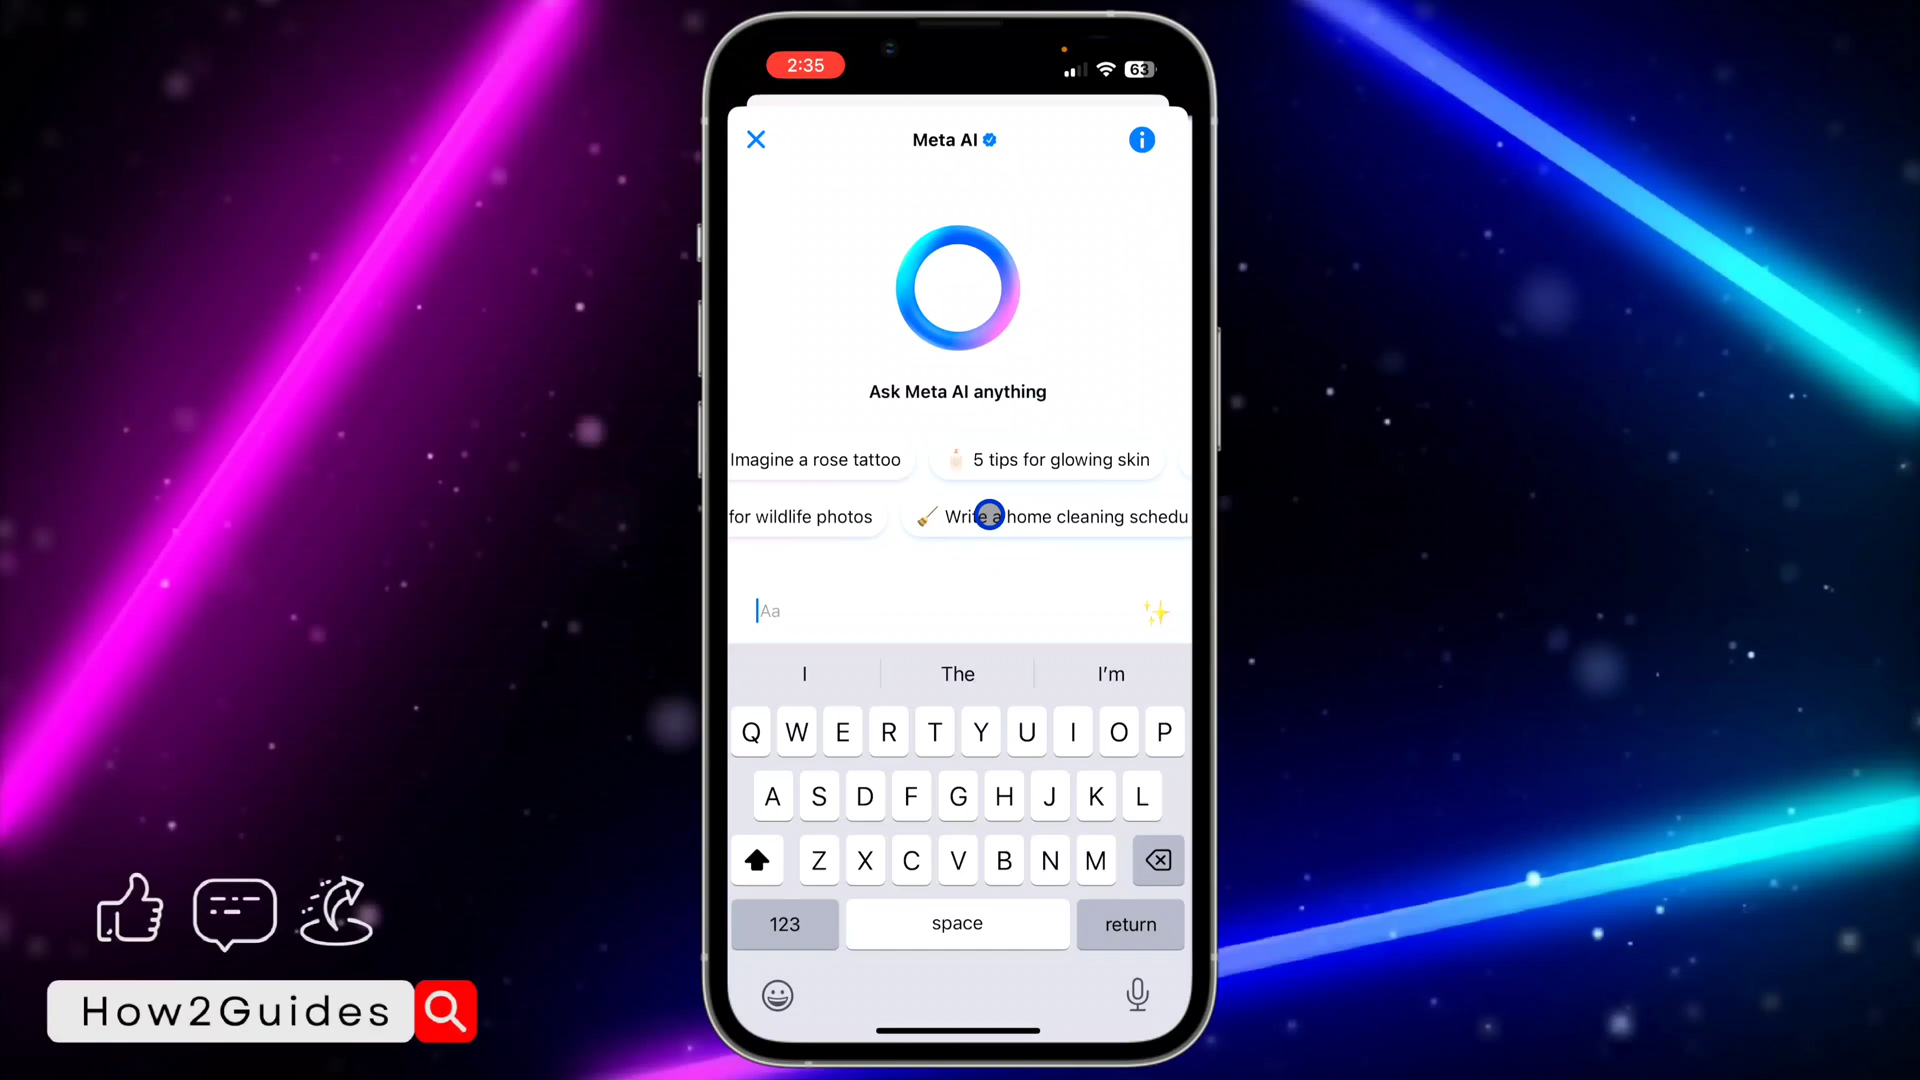 2:35
63
Meta AI
Ask Meta AI anything
Imagine a rose tattoo
5 tips for glowing skin
for wildlife photos
Write a home cleaning schedu
Aa
I The I'm
Q W E R T Y U I O P
A S D F G H J K L
Z X C V B N M
123 space return
How2Guides